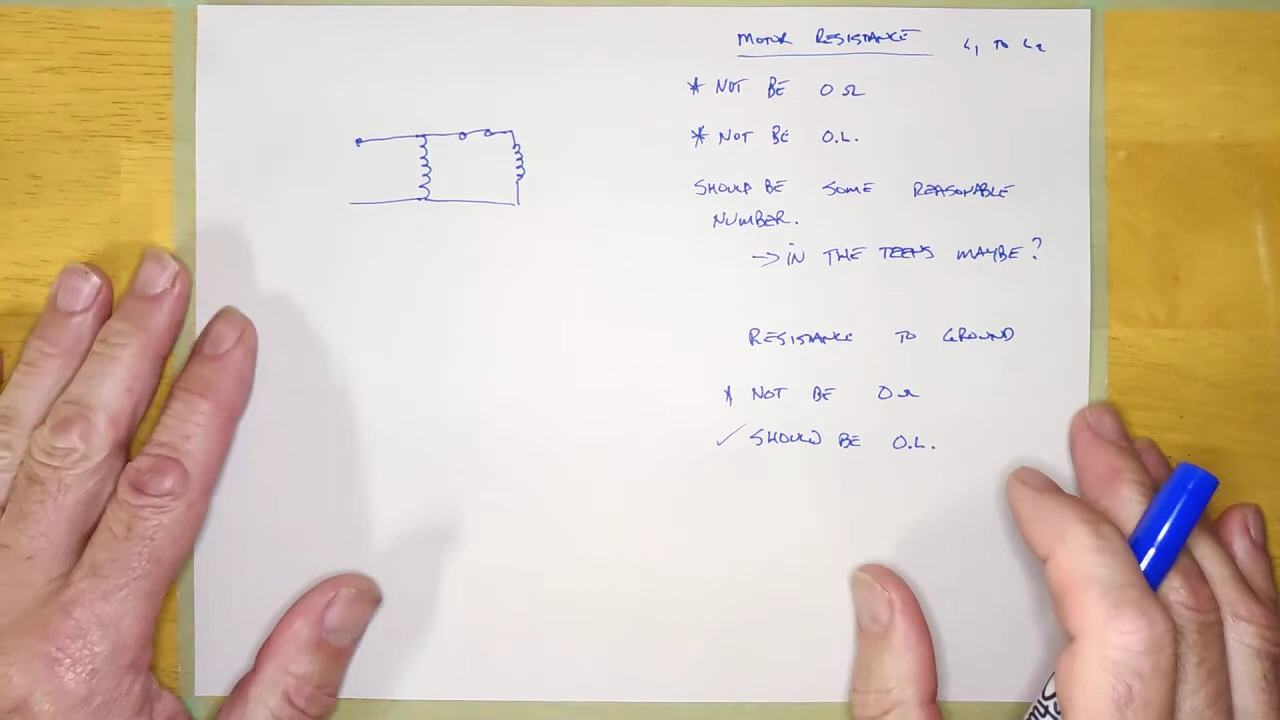 MOTOR RESISTANCE L1 TO L2
* NOT BE 0 Ω
* NOT BE O.L.
SHOULD BE SOME REASONABLE
NUMBER.
→ IN THE TEENS MAYBE?
RESISTANCE TO GROUND
* NOT BE 0 Ω
✓ SHOULD BE O.L.